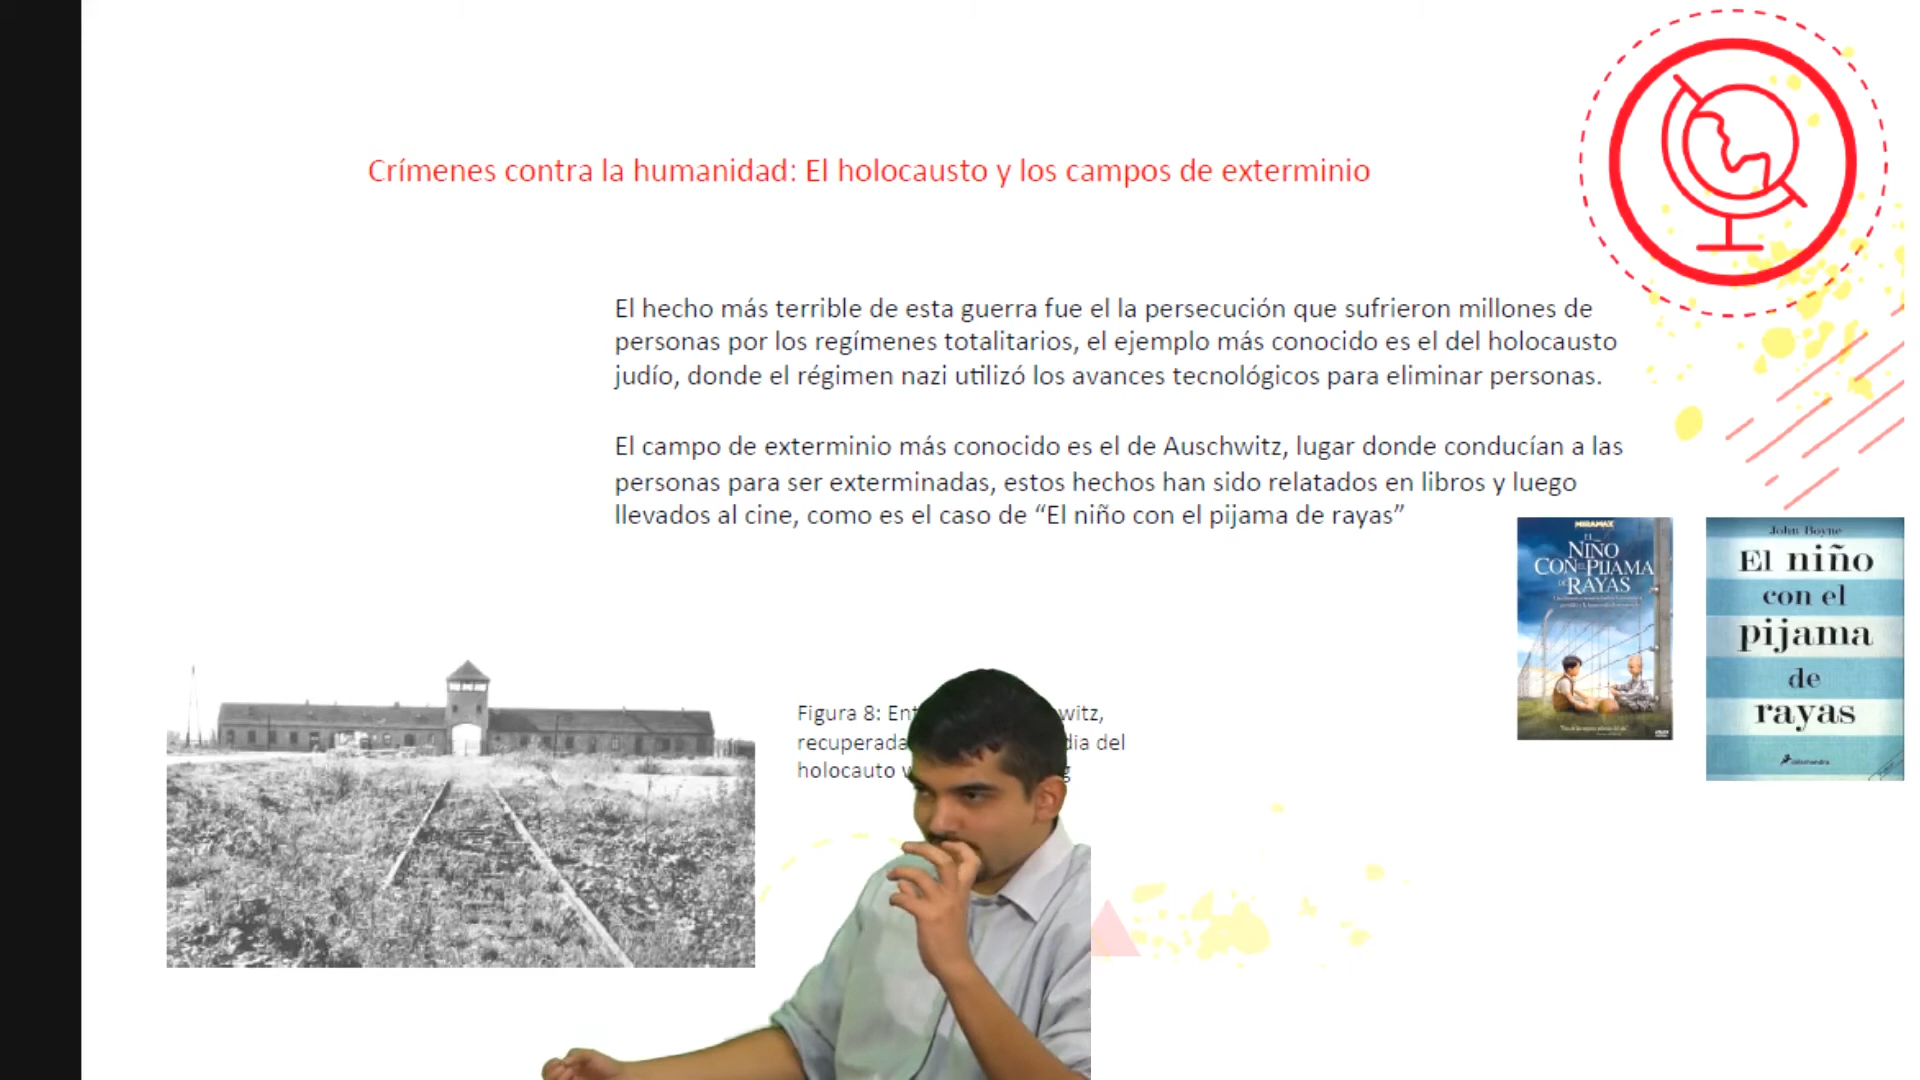 Crímenes contra la humanidad: El holocausto y los campos de exterminio
El hecho más terrible de esta guerra fue el la persecución que sufrieron millones de
personas por los regímenes totalitarios, el ejemplo más conocido es el del holocausto
judío, donde el régimen nazi utilizó los avances tecnológicos para eliminar personas.
El campo de exterminio más conocido es el de Auschwitz, lugar donde conducían a las
personas para ser exterminadas, estos hechos han sido relatados en libros y luego
llevados al cine, como es el caso de “El niño con el pijama de rayas”
MIRAMAX
EL
NIÑO
CON EL PIJAMA
DE RAYAS
John Boyne
El niño
con el
pijama
de
rayas
salamandra
Figura 8: Ent witz,
recuperada dia del
holocauto